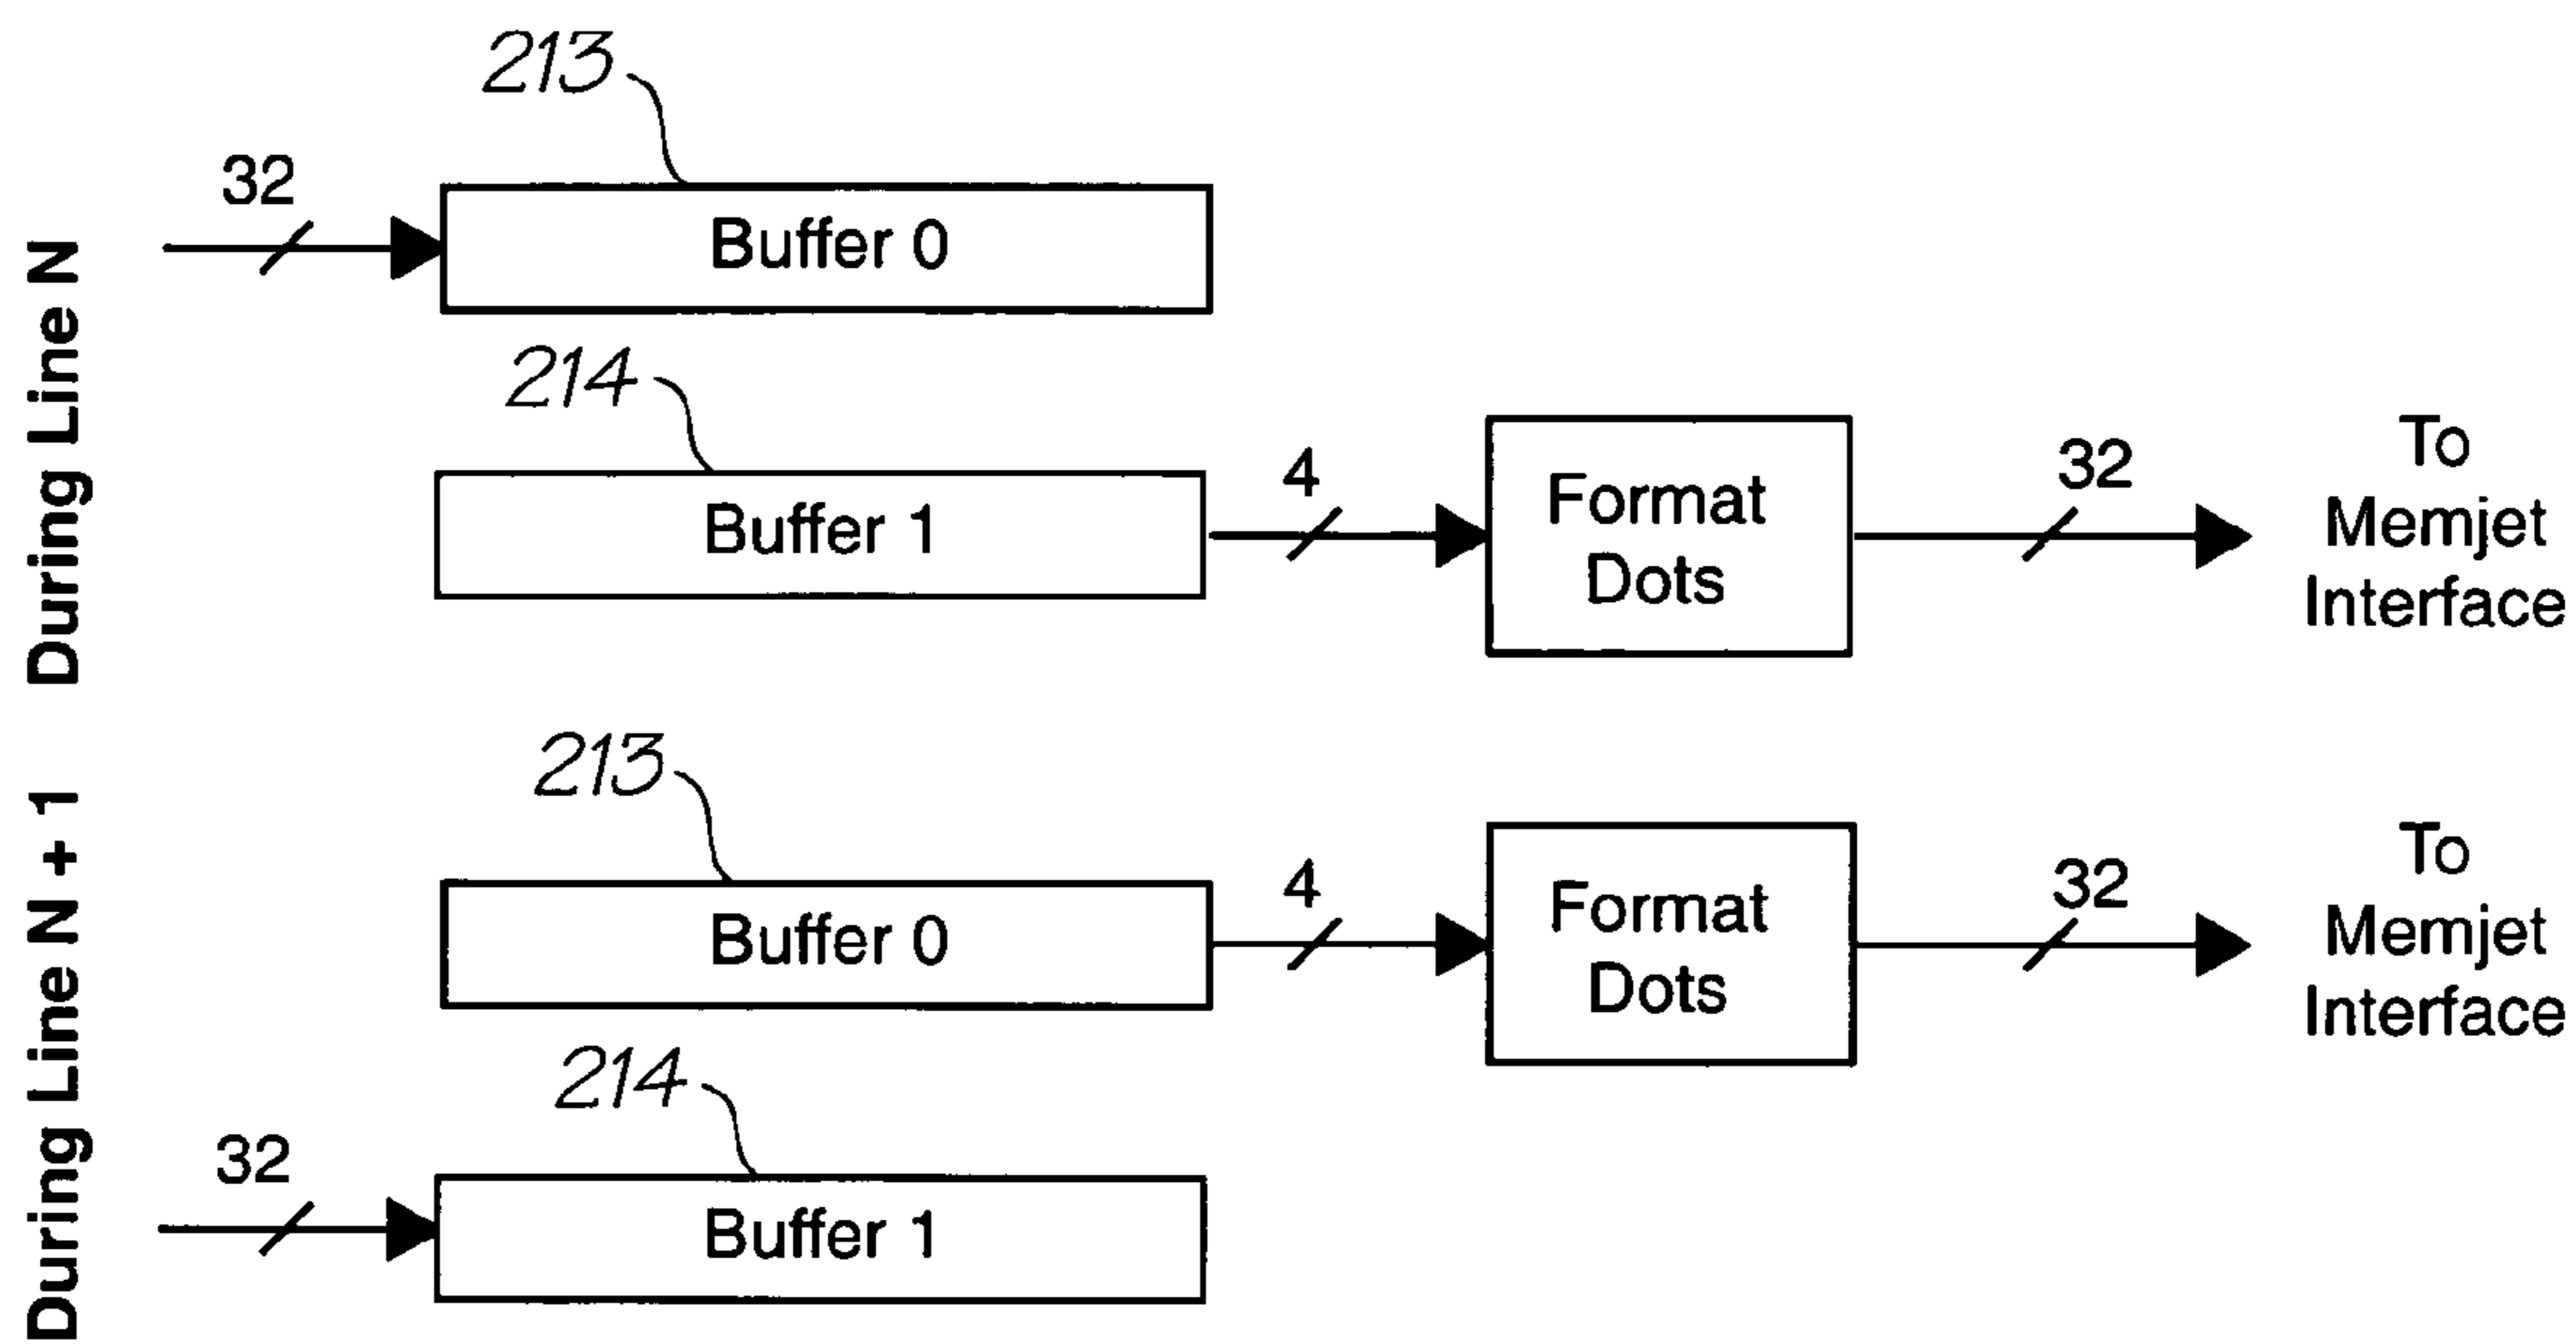 During Line N
213
32
Buffer 0
214
Buffer 1
4
Format
Dots
32
To
Memjet
Interface
During Line N + 1
213
Buffer 0
4
Format
Dots
32
To
Memjet
Interface
214
32
Buffer 1